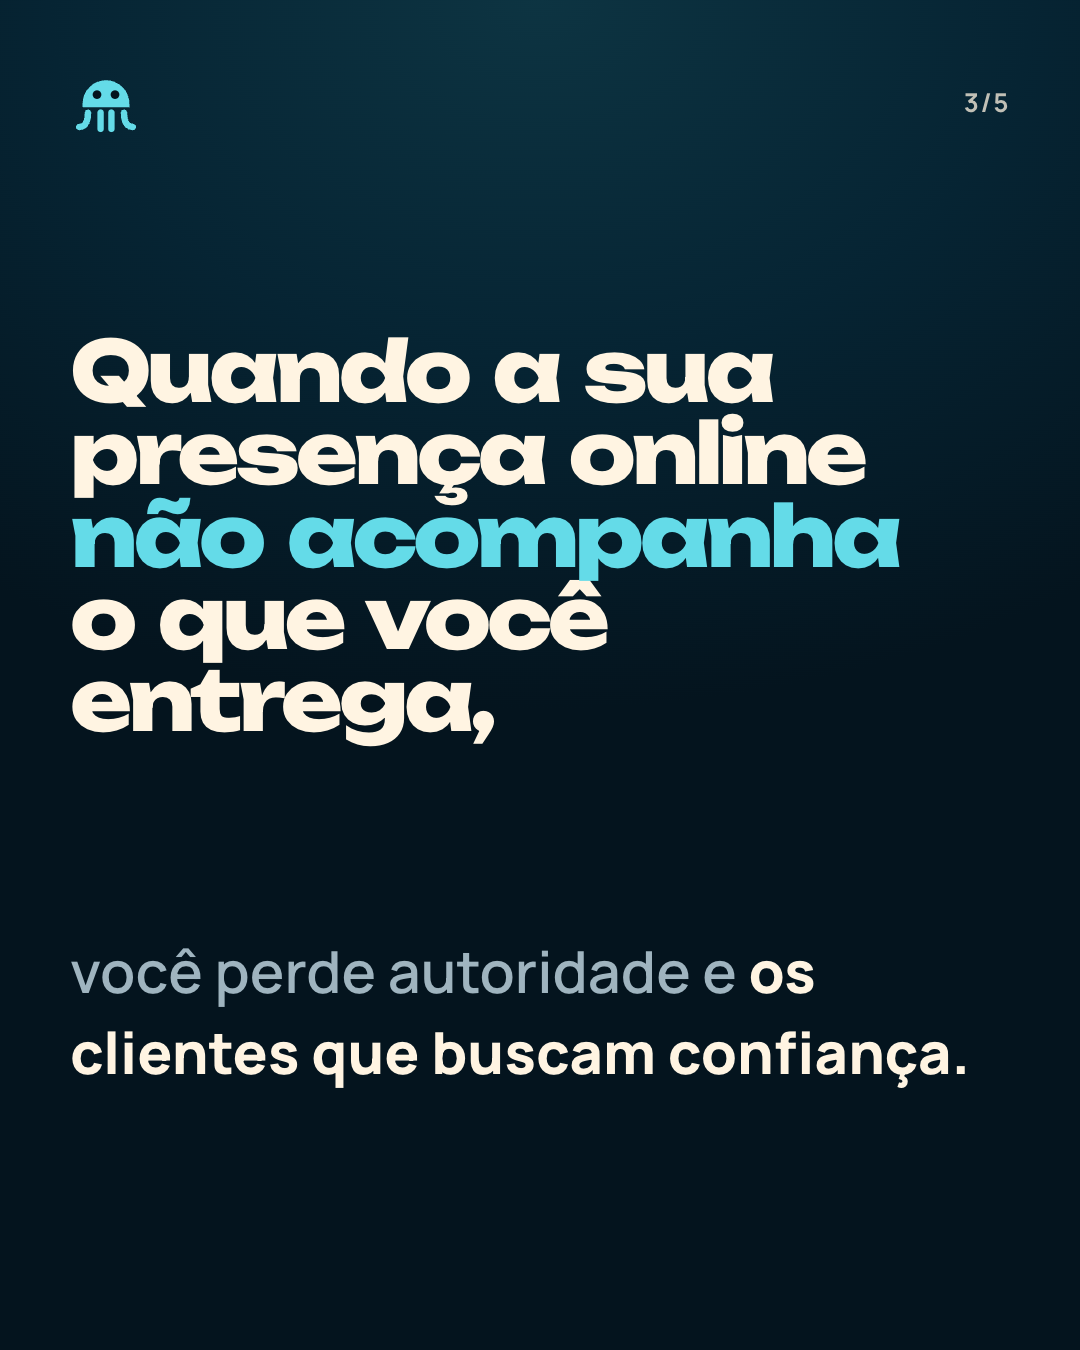 3/5
Quando a sua
presença online
não acompanha
o que você
entrega,
você perde autoridade e os
clientes que buscam confiança.